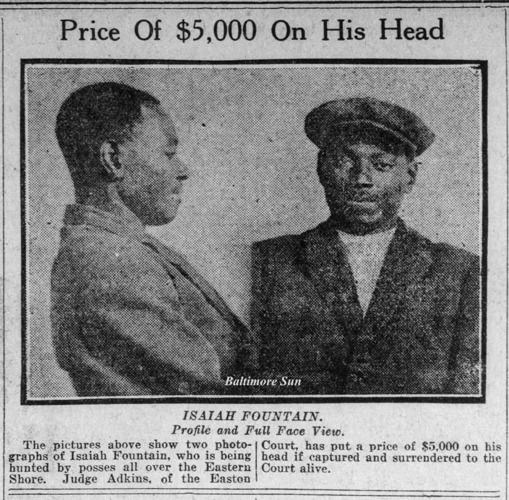 Price Of $5,000 On His Head
Baltimore Sun
ISAIAH FOUNTAIN.
Profile and Full Face View.
The pictures above show two photo-
graphs of Isaiah Fountain, who is being
hunted by posses all over the Eastern
Shore. Judge Adkins, of the Easton
Court, has put a price of $5,000 on his
head if captured and surrendered to the
Court alive.